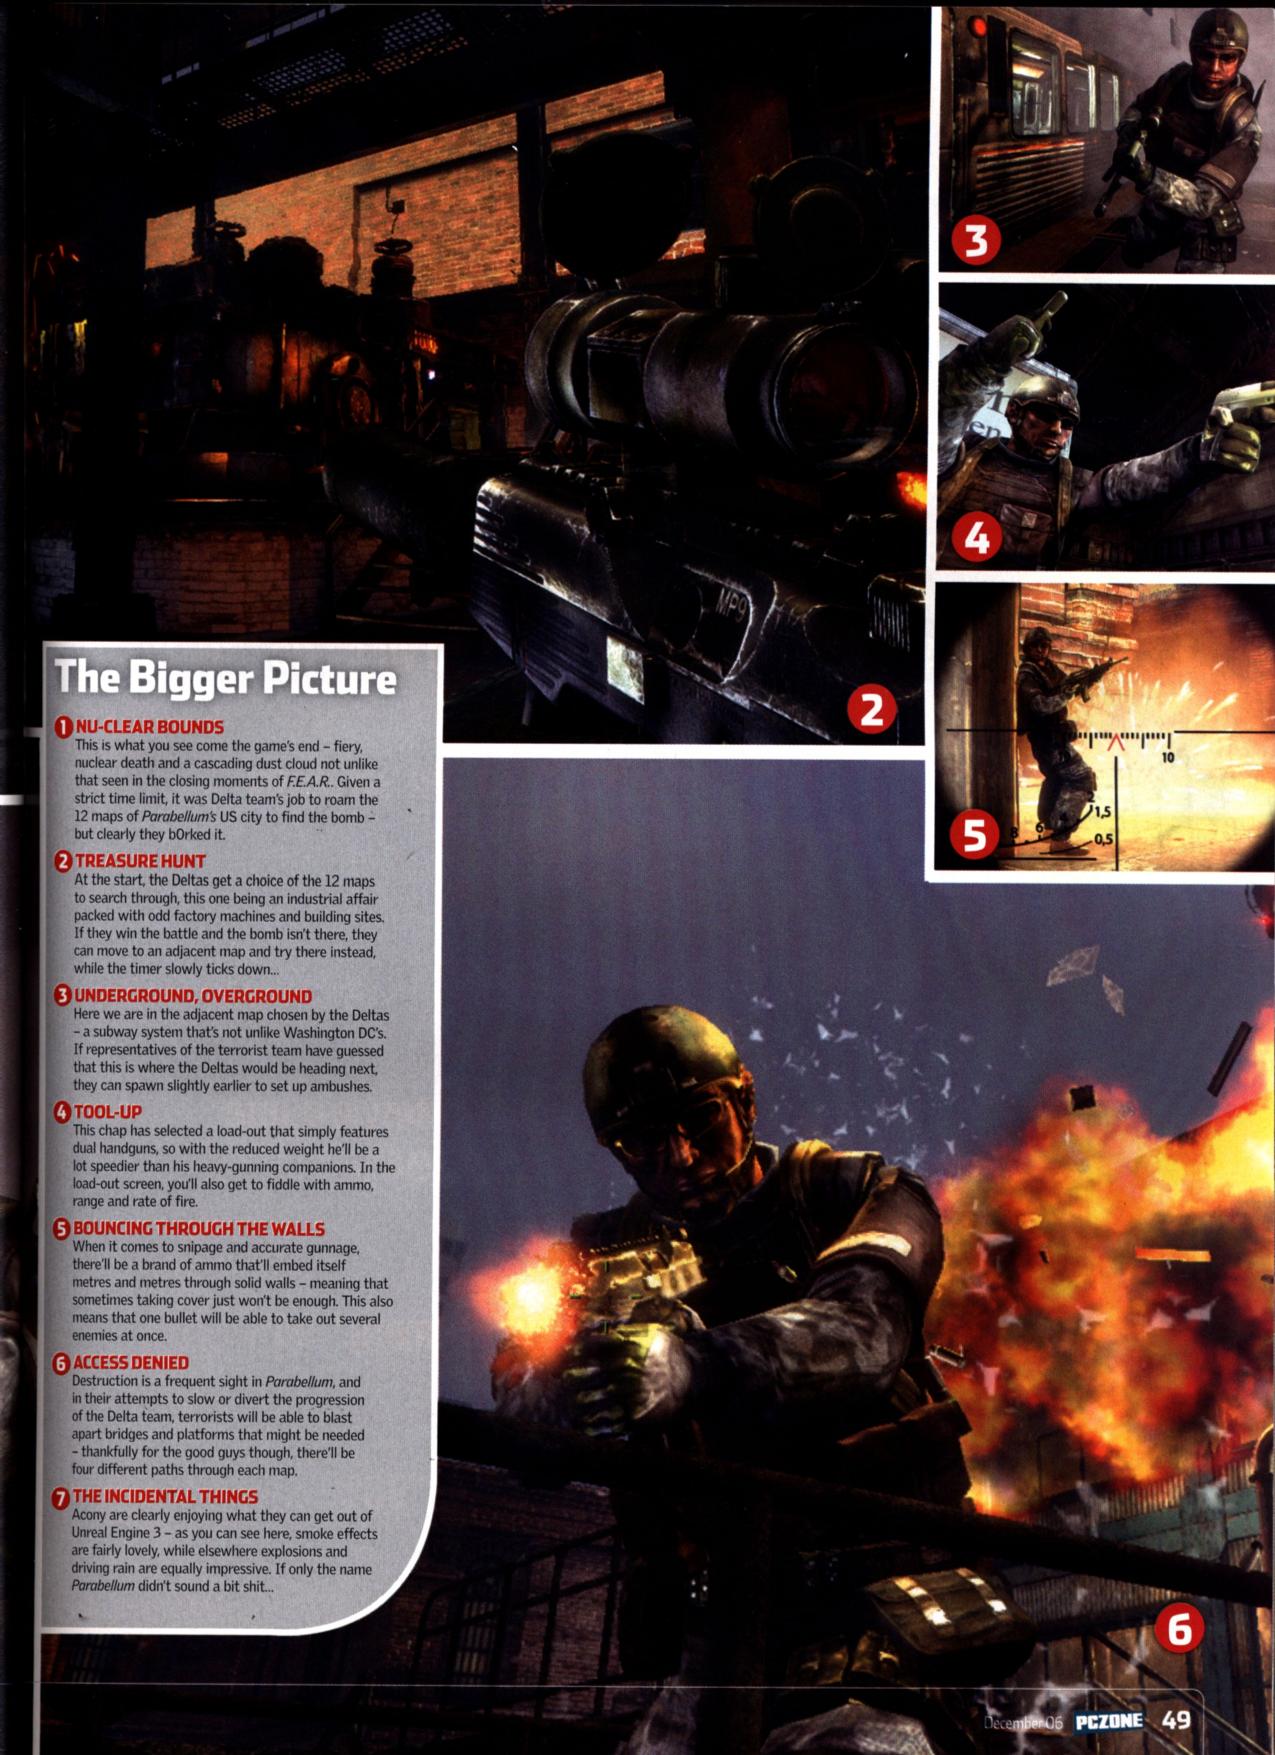 3
4
en
MP9
2
10
2
1,5
8
6
0,5
5
The Bigger Picture
1 NU-CLEAR BOUNDS
This is what you see come the game's end – fiery,
nuclear death and a cascading dust cloud not unlike
that seen in the closing moments of F.E.A.R.. Given a
strict time limit, it was Delta team's job to roam the
12 maps of Parabellum's US city to find the bomb –
but clearly they b0rked it.
2 TREASURE HUNT
At the start, the Deltas get a choice of the 12 maps
to search through, this one being an industrial affair
packed with odd factory machines and building sites.
If they win the battle and the bomb isn't there, they
can move to an adjacent map and try there instead,
while the timer slowly ticks down...
3 UNDERGROUND, OVERGROUND
Here we are in the adjacent map chosen by the Deltas
– a subway system that's not unlike Washington DC's.
If representatives of the terrorist team have guessed
that this is where the Deltas would be heading next,
they can spawn slightly earlier to set up ambushes.
4 TOOL-UP
This chap has selected a load-out that simply features
dual handguns, so with the reduced weight he'll be a
lot speedier than his heavy-gunning companions. In the
load-out screen, you'll also get to fiddle with ammo,
range and rate of fire.
5 BOUNCING THROUGH THE WALLS
When it comes to snipage and accurate gunnage,
there'll be a brand of ammo that'll embed itself
metres and metres through solid walls – meaning that
sometimes taking cover just won't be enough. This also
means that one bullet will be able to take out several
enemies at once.
6 ACCESS DENIED
Destruction is a frequent sight in Parabellum, and
in their attempts to slow or divert the progression
of the Delta team, terrorists will be able to blast
apart bridges and platforms that might be needed
– thankfully for the good guys though, there'll be
four different paths through each map.
7 THE INCIDENTAL THINGS
Acony are clearly enjoying what they can get out of
Unreal Engine 3 – as you can see here, smoke effects
are fairly lovely, while elsewhere explosions and
driving rain are equally impressive. If only the name
Parabellum didn't sound a bit shit...
6
December 06 PCZONE 49